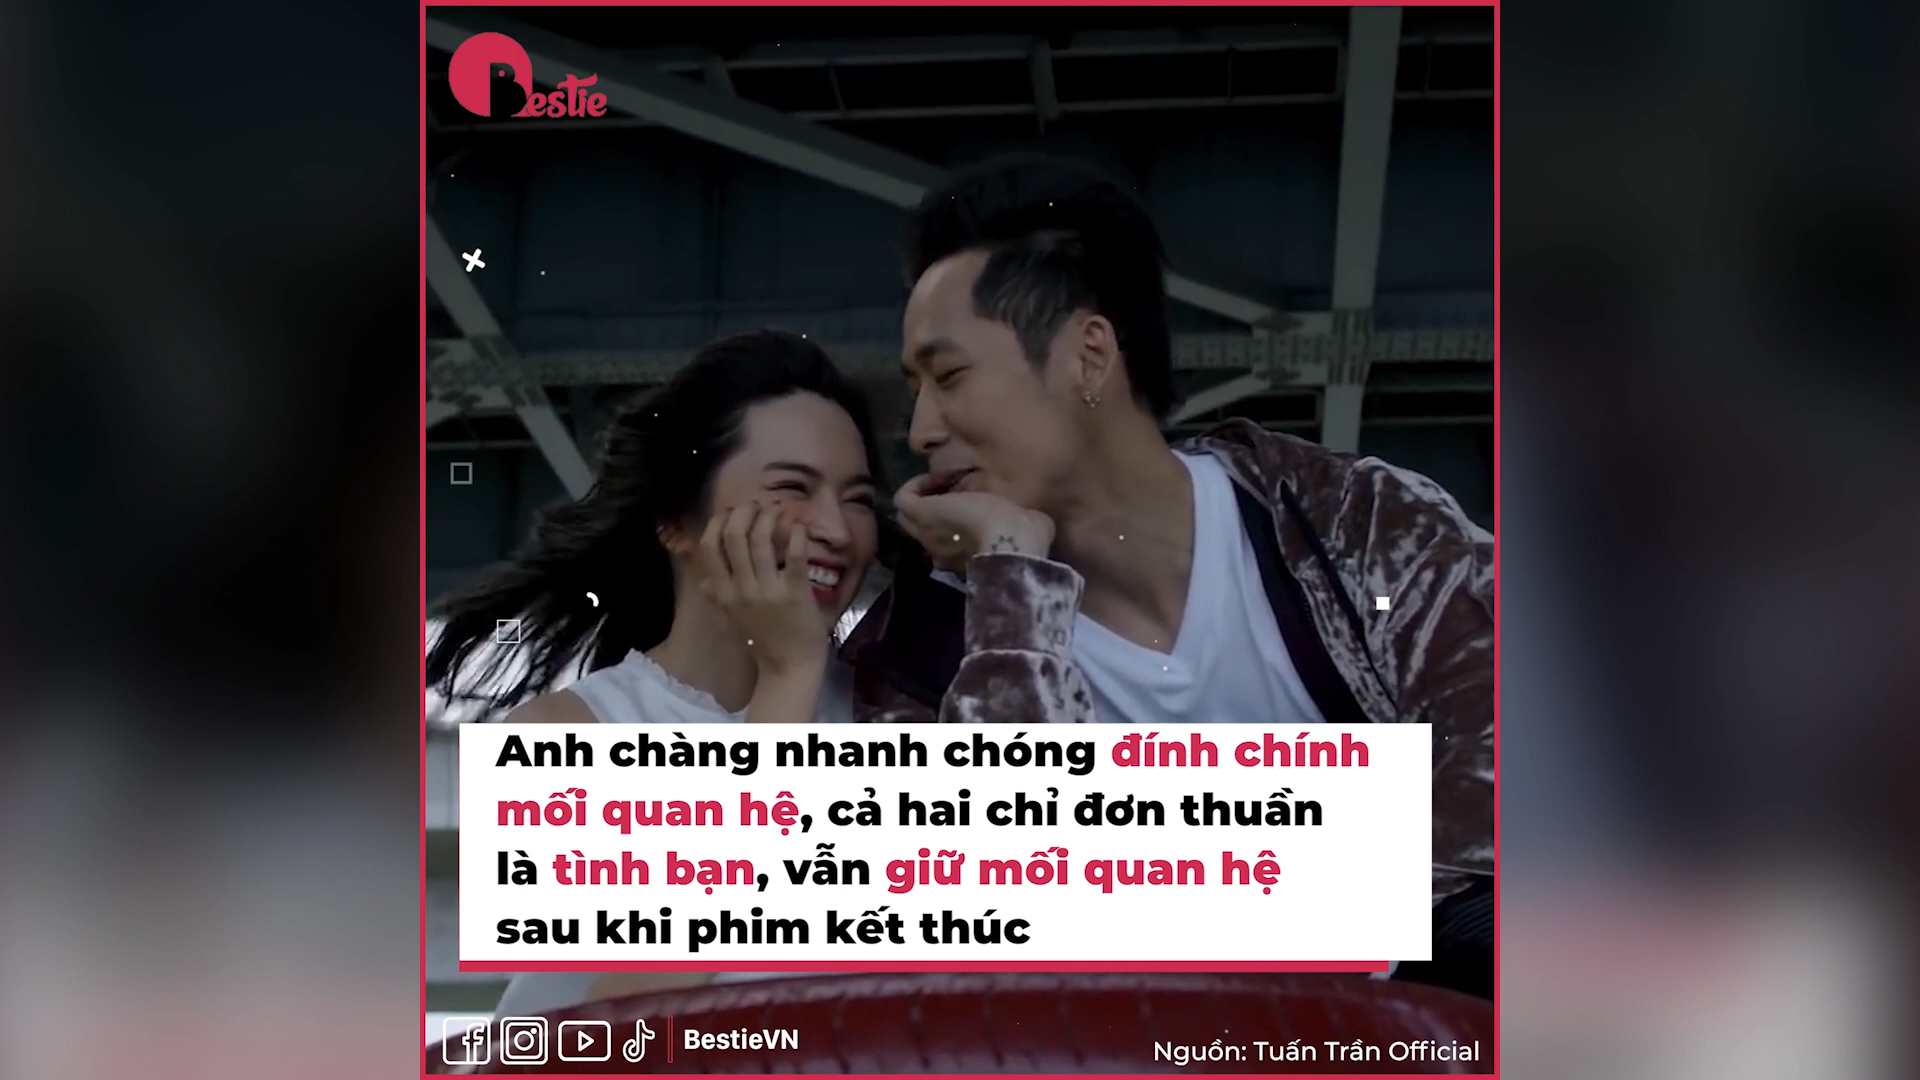 Bestie
Anh chàng nhanh chóng đính chính
mối quan hệ, cả hai chỉ đơn thuần
là tình bạn, vẫn giữ mối quan hệ
sau khi phim kết thúc
BestieVN
Nguồn: Tuấn Trần Official